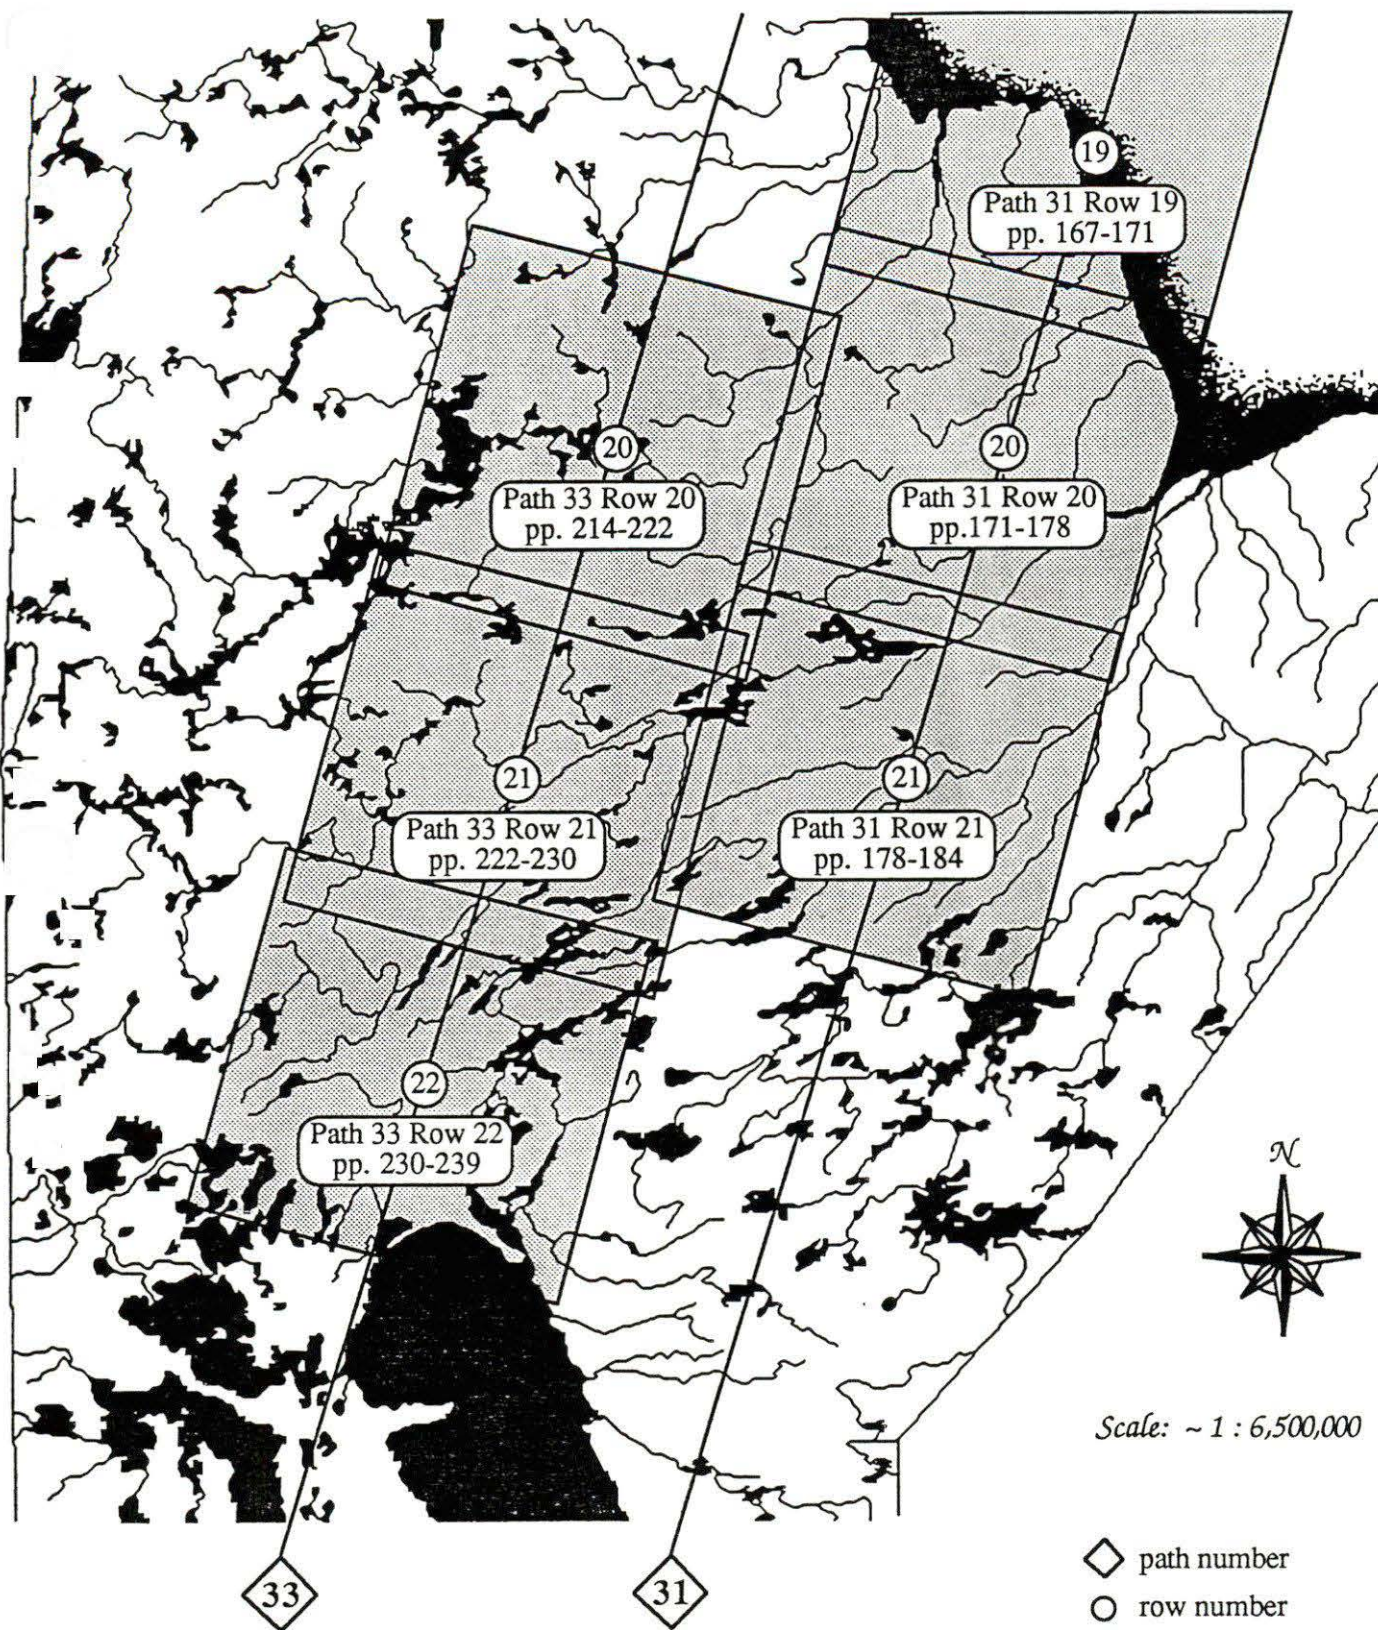 19
Path 31 Row 19
pp. 167-171
20
Path 33 Row 20
pp. 214-222
20
Path 31 Row 20
pp.171-178
21
Path 33 Row 21
pp. 222-230
21
Path 31 Row 21
pp. 178-184
22
Path 33 Row 22
pp. 230-239
N
Scale: ~ 1 : 6,500,000
33
31
path number
row number